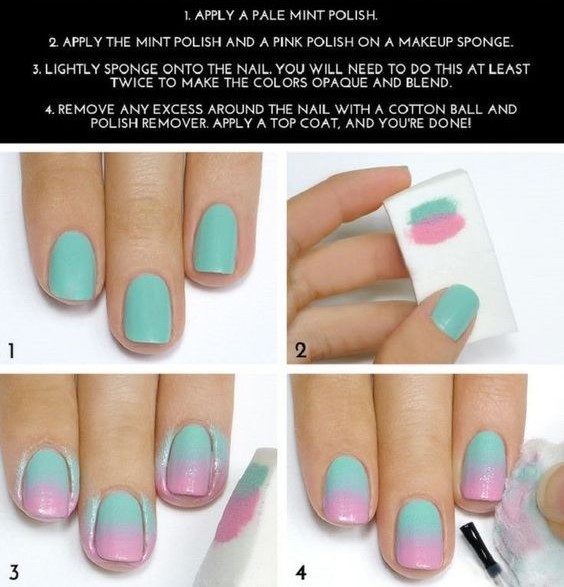 1. APPLY A PALE MINT POLISH.
2. APPLY THE MINT POLISH AND A PINK POLISH ON A MAKEUP SPONGE.
3. LIGHTLY SPONGE ONTO THE NAIL. YOU WILL NEED TO DO THIS AT LEAST
TWICE TO MAKE THE COLORS OPAQUE AND BLEND.
4. REMOVE ANY EXCESS AROUND THE NAIL WITH A COTTON BALL AND
POLISH REMOVER. APPLY A TOP COAT, AND YOU'RE DONE!
1
2
3
4